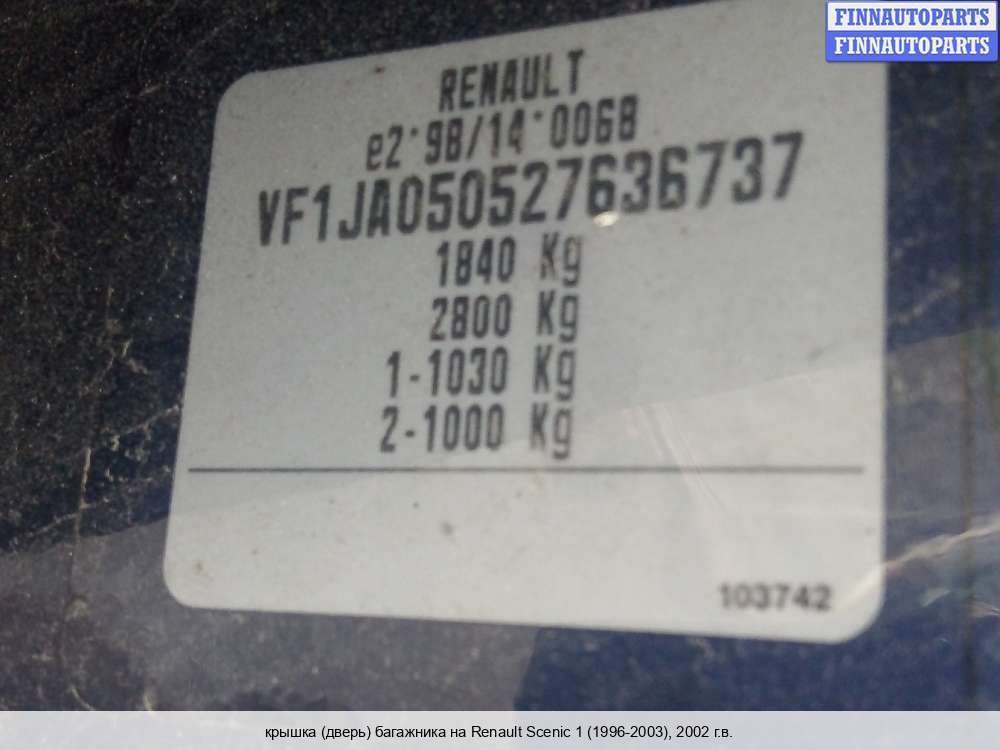 FINNAUTOPARTS
FINNAUTOPARTS
RENAULT
e2*98/14*0068
VF1JA050527636737
1840 Kg
2800 Kg
1-1030 Kg
2-1000 Kg
103742
крышка (дверь) багажника на Renault Scenic 1 (1996-2003), 2002 г.в.